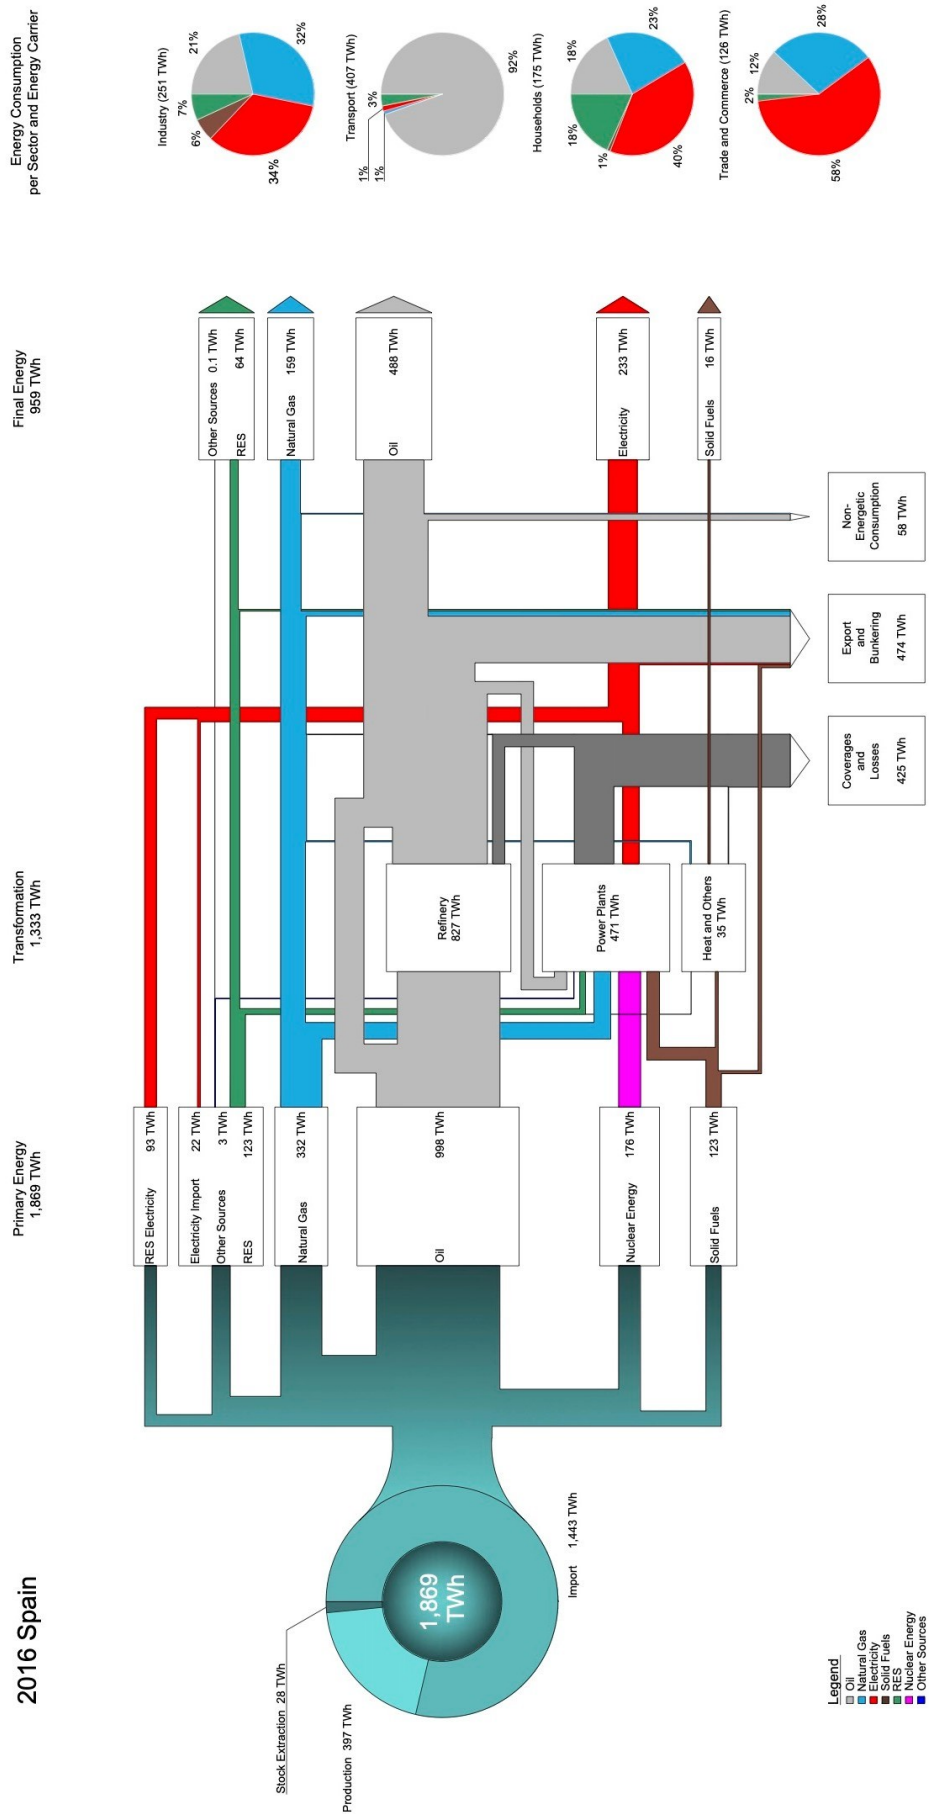 2016 Spain
Primary Energy
1,869 TWh
Transformation
1,333 TWh
Final Energy
959 TWh
Energy Consumption
per Sector and Energy Carrier
Stock Extraction 28 TWh
Production 397 TWh
1,869
TWh
Import 1,443 TWh
RES Electricity 93 TWh
Electricity Import 22 TWh
Other Sources 3 TWh
RES 123 TWh
Natural Gas 332 TWh
Oil 998 TWh
Nuclear Energy 176 TWh
Solid Fuels 123 TWh
Refinery
827 TWh
Power Plants
471 TWh
Heat and Others
35 TWh
Other Sources 0.1 TWh
RES 64 TWh
Natural Gas 159 TWh
Oil 488 TWh
Electricity 233 TWh
Solid Fuels 16 TWh
Coverages
and
Losses
425 TWh
Export
and
Bunkering
474 TWh
Non-
Energetic
Consumption
58 TWh
Industry (251 TWh)
21%
32%
7%
6%
34%
Transport (407 TWh)
3%
92%
1%
1%
Households (175 TWh)
18%
23%
18%
1%
40%
Trade and Commerce (126 TWh)
12%
28%
2%
58%
Legend
Oil
Natural Gas
Electricity
Solid Fuels
RES
Nuclear Energy
Other Sources